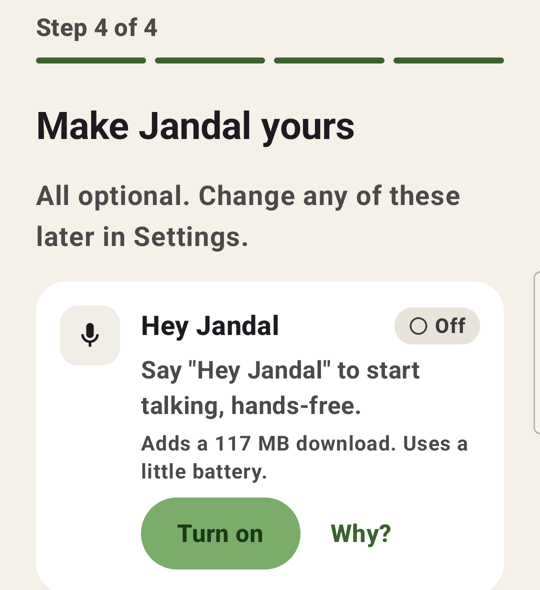 Step 4 of 4
Make Jandal yours
All optional. Change any of these
later in Settings.
Hey Jandal
Off
Say "Hey Jandal" to start
talking, hands-free.
Adds a 117 MB download. Uses a
little battery.
Turn on
Why?